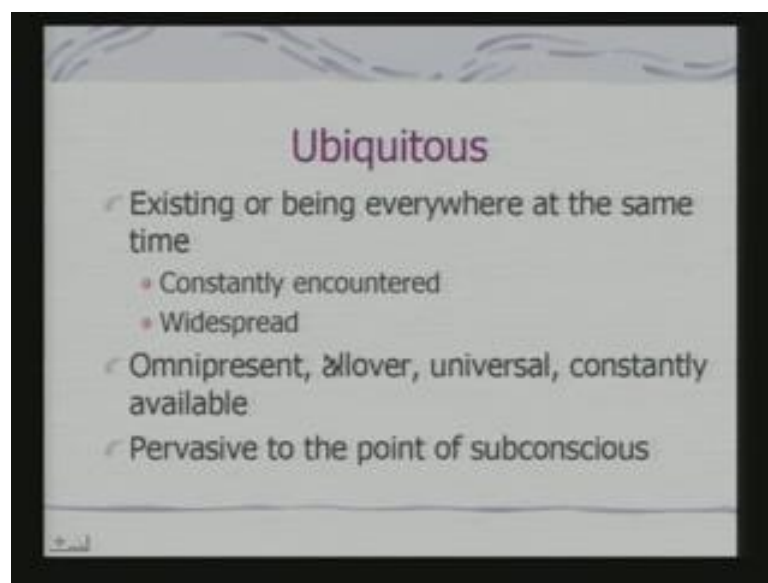 Ubiquitous
Existing or being everywhere at the same
time
Constantly encountered
Widespread
Omnipresent, allover, universal, constantly
available
Pervasive to the point of subconscious